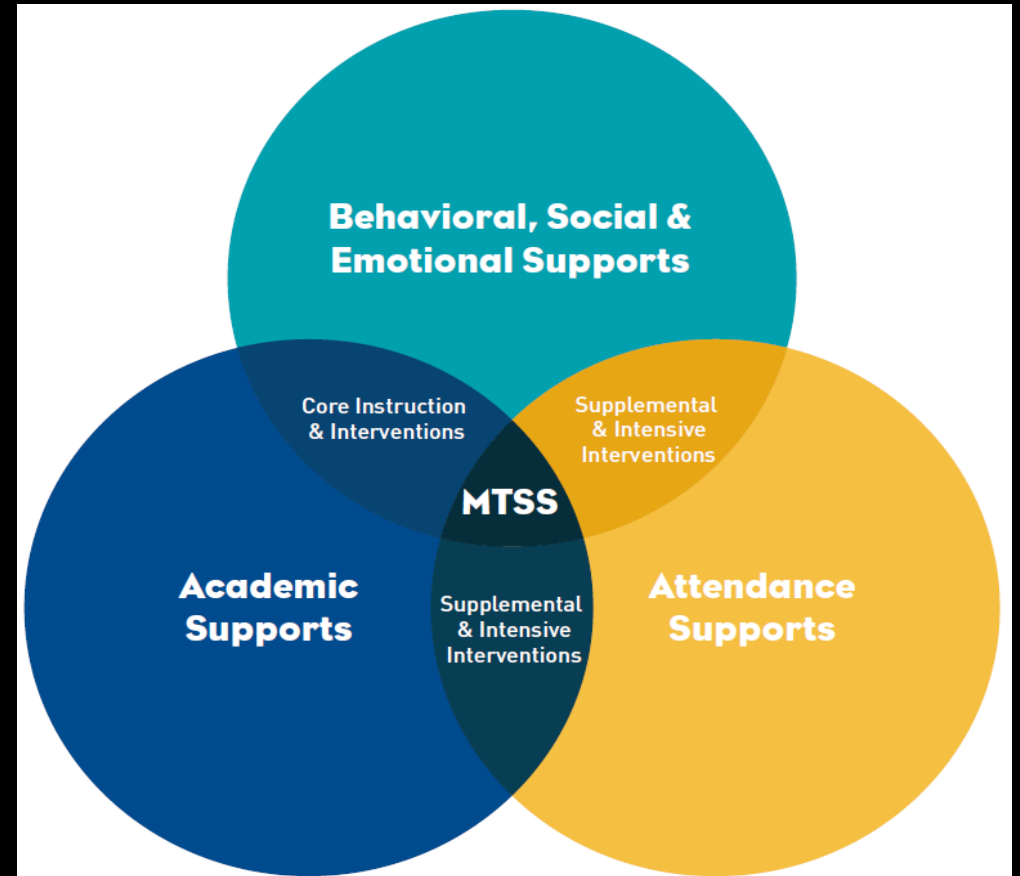 Behavioral, Social &
Emotional Supports
Core Instruction
& Interventions
Supplemental
& Intensive
Interventions
MTSS
Academic
Supports
Supplemental
& Intensive
Interventions
Attendance
Supports